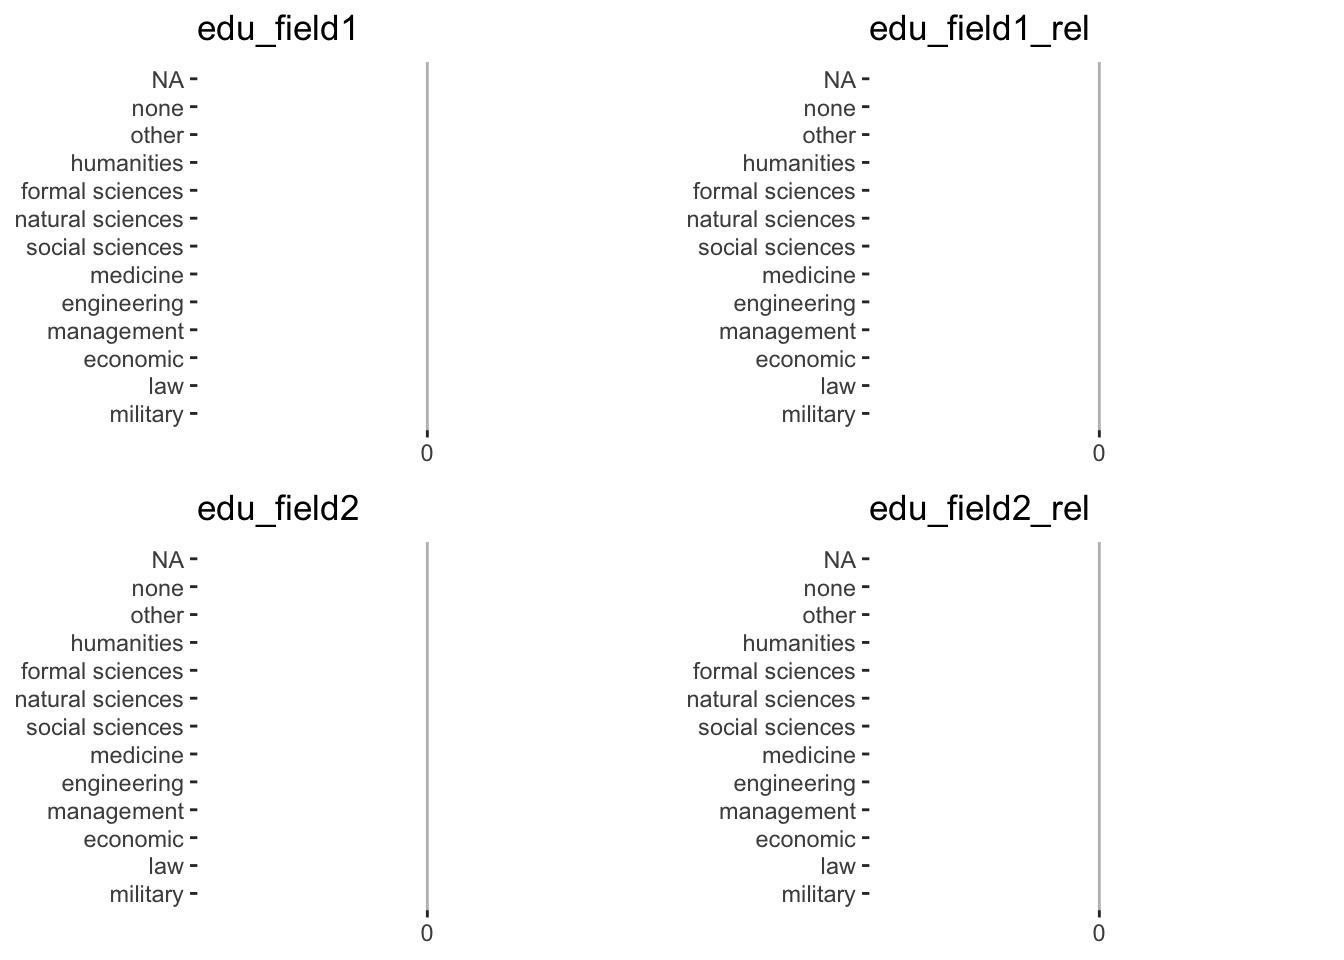 edu_field1
NA
none
other
humanities
formal sciences
natural sciences
social sciences
medicine
engineering
management
economic
law
military
0
edu_field1_rel
NA
none
other
humanities
formal sciences
natural sciences
social sciences
medicine
engineering
management
economic
law
military
0
edu_field2
NA
none
other
humanities
formal sciences
natural sciences
social sciences
medicine
engineering
management
economic
law
military
0
edu_field2_rel
NA
none
other
humanities
formal sciences
natural sciences
social sciences
medicine
engineering
management
economic
law
military
0